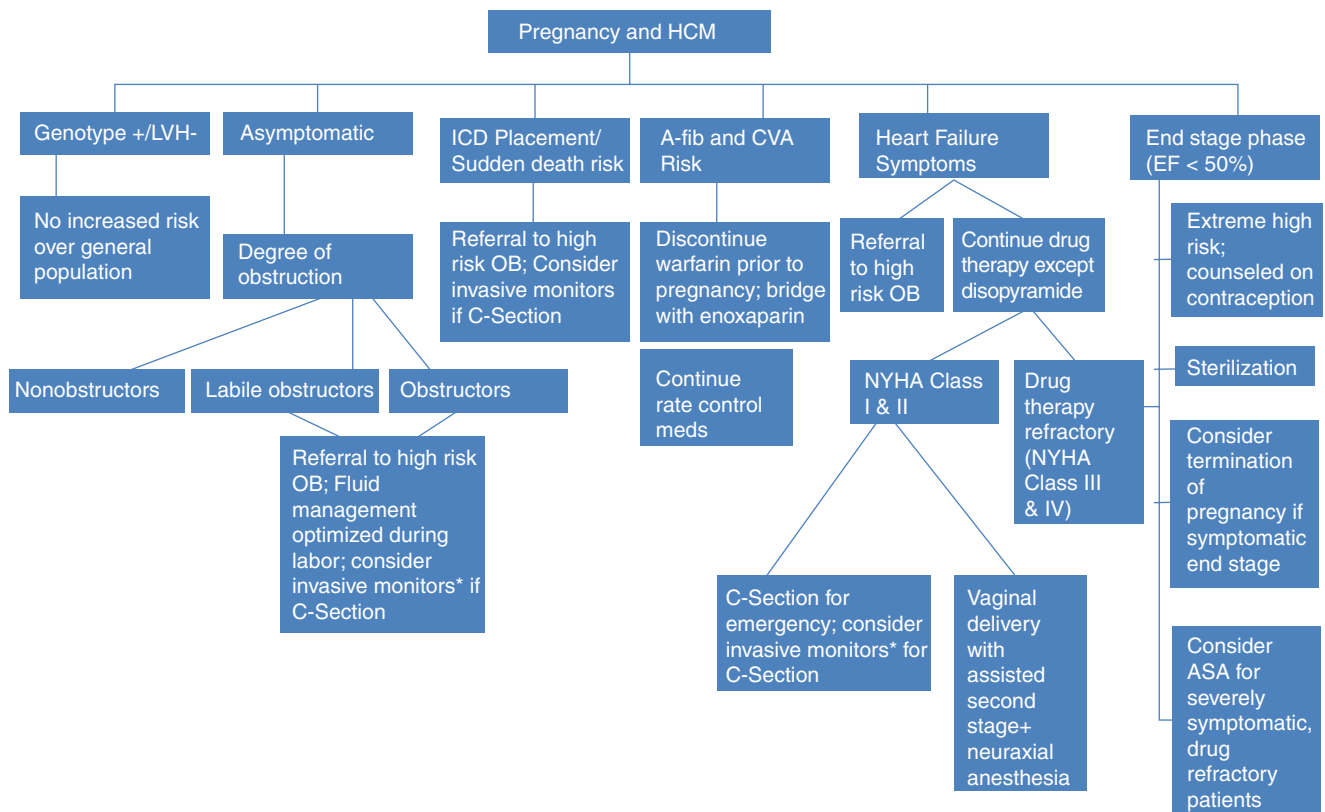 Pregnancy and HCM
Genotype +/LVH-
No increased risk
over general
population
Asymptomatic
Degree of
obstruction
Nonobstructors
Labile obstructors
Obstructors
Referral to high risk
OB; Fluid
management
optimized during
labor; consider
invasive monitors* if
C-Section
ICD Placement/
Sudden death risk
Referral to high
risk OB; Consider
invasive monitors
if C-Section
A-fib and CVA
Risk
Discontinue
warfarin prior to
pregnancy; bridge
with enoxaparin
Continue
rate control
meds
Heart Failure
Symptoms
Referral
to high
risk OB
Continue drug
therapy except
disopyramide
NYHA Class
I & II
Drug
therapy
refractory
(NYHA
Class III
& IV)
C-Section for
emergency; consider
invasive monitors* for
C-Section
Vaginal
delivery
with
assisted
second
stage+
neuraxial
anesthesia
End stage phase
(EF < 50%)
Extreme high
risk;
counseled on
contraception
Sterilization
Consider
termination
of
pregnancy if
symptomatic
end stage
Consider
ASA for
severely
symptomatic,
drug
refractory
patients